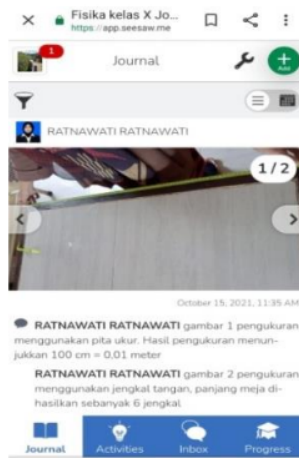 Fisika kelas X Jo...
https://app.seesaw.me
1
Journal
Add
RATNAWATI RATNAWATI
1 / 2
October 15, 2021, 11:35 AM
RATNAWATI RATNAWATI gambar 1 pengukuran
menggunakan pita ukur. Hasil pengukuran menun-
jukkan 100 cm = 0,01 meter
RATNAWATI RATNAWATI gambar 2 pengukuran
menggunakan jengkal tangan, panjang meja di-
hasilkan sebanyak 6 jengkal
Journal
Activities
Inbox
Progress